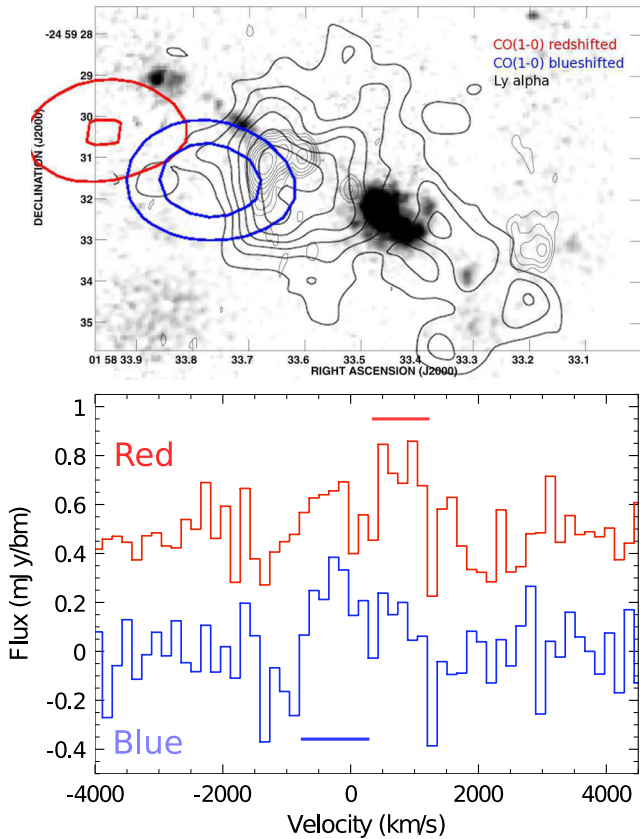 -24 59 28
CO(1-0) redshifted
CO(1-0) blueshifted
Ly alpha
29
30
31
32
33
34
35
DECLINATION (J2000)
01 58 33.9 33.8 33.7 33.6 33.5 33.4 33.3 33.2 33.1
RIGHT ASCENSION (J2000)
1
0.8
0.6
0.4
0.2
0
-0.2
-0.4
Red
Blue
Flux (mJy/bm)
-4000 -2000 0 2000 4000
Velocity (km/s)